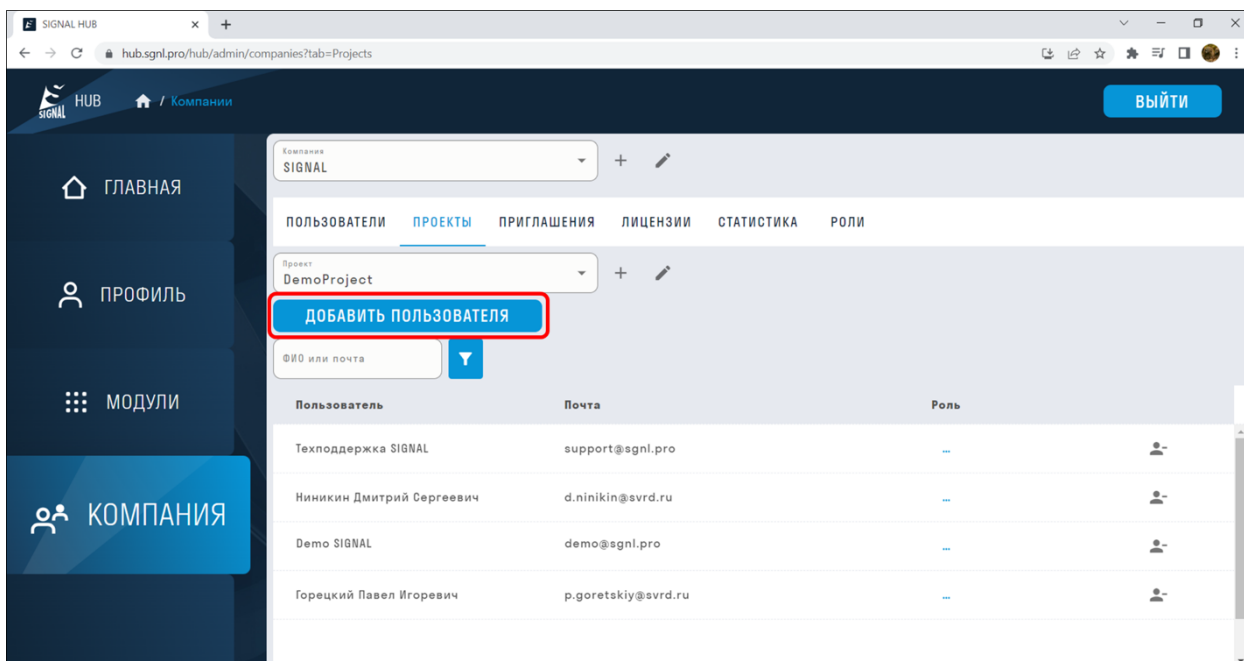 SIGNAL HUB
hub.sgnl.pro/hub/admin/companies?tab=Projects
SIGNAL HUB / Компании
ВЫЙТИ
Компания
SIGNAL
ГЛАВНАЯ
ПОЛЬЗОВАТЕЛИ ПРОЕКТЫ ПРИГЛАШЕНИЯ ЛИЦЕНЗИИ СТАТИСТИКА РОЛИ
Проект
DemoProject
ПРОФИЛЬ
ДОБАВИТЬ ПОЛЬЗОВАТЕЛЯ
ФИО или почта
МОДУЛИ
Пользователь Почта Роль
Техподдержка SIGNAL support@sgnl.pro ...
Ниникин Дмитрий Сергеевич d.ninikin@svrd.ru ...
КОМПАНИЯ
Demo SIGNAL demo@sgnl.pro ...
Горецкий Павел Игоревич p.goretskiy@svrd.ru ...